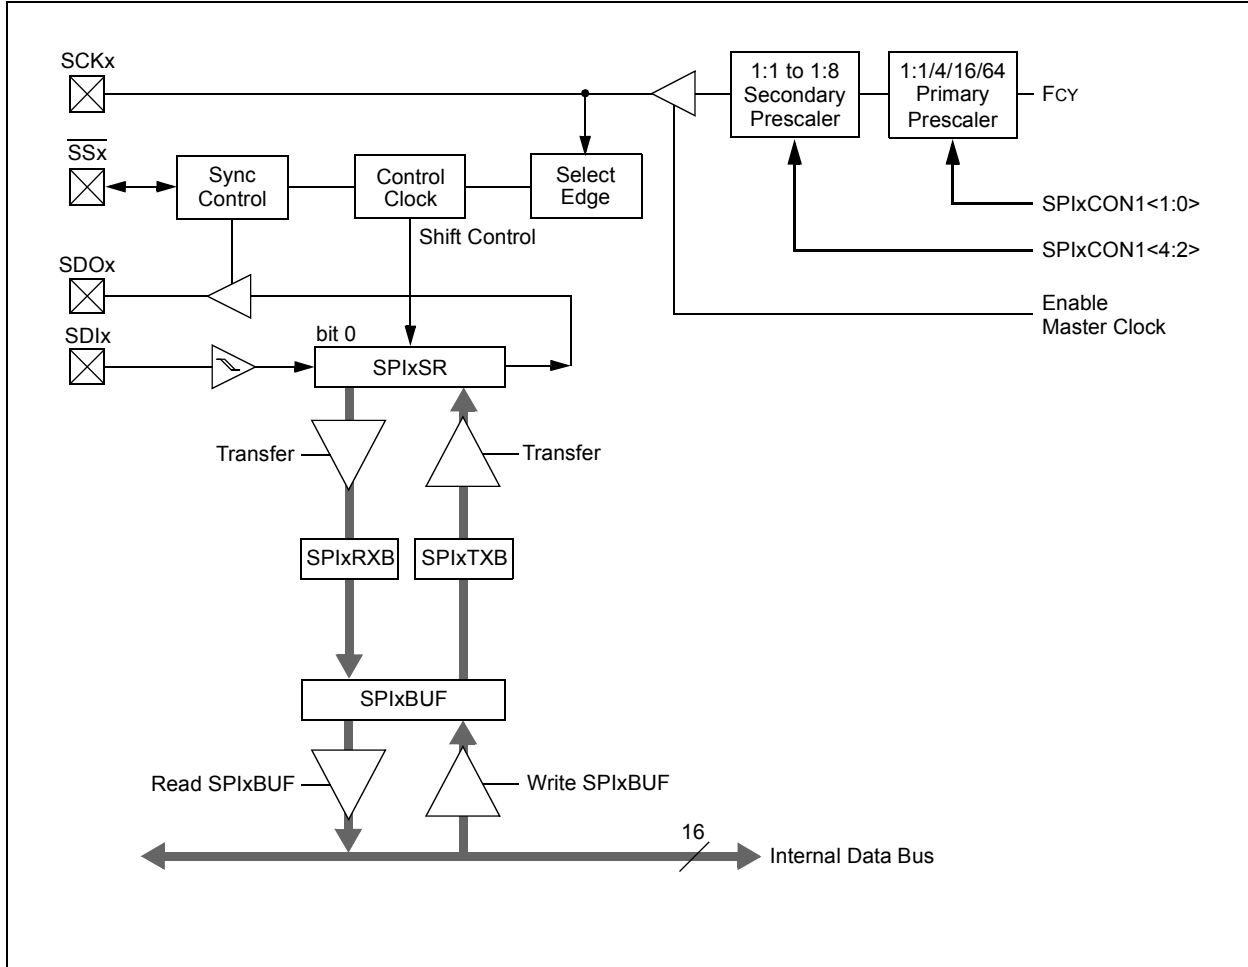 SCKx
1:1 to 1:8
Secondary
Prescaler
1:1/4/16/64
Primary
Prescaler
FCY
SSx
Sync
Control
Control
Clock
Select
Edge
SPIxCON1<1:0>
Shift Control
SPIxCON1<4:2>
SDOx
Enable
Master Clock
SDIx
bit 0
SPIxSR
Transfer
Transfer
SPIxRXB
SPIxTXB
SPIxBUF
Read SPIxBUF
Write SPIxBUF
16
Internal Data Bus